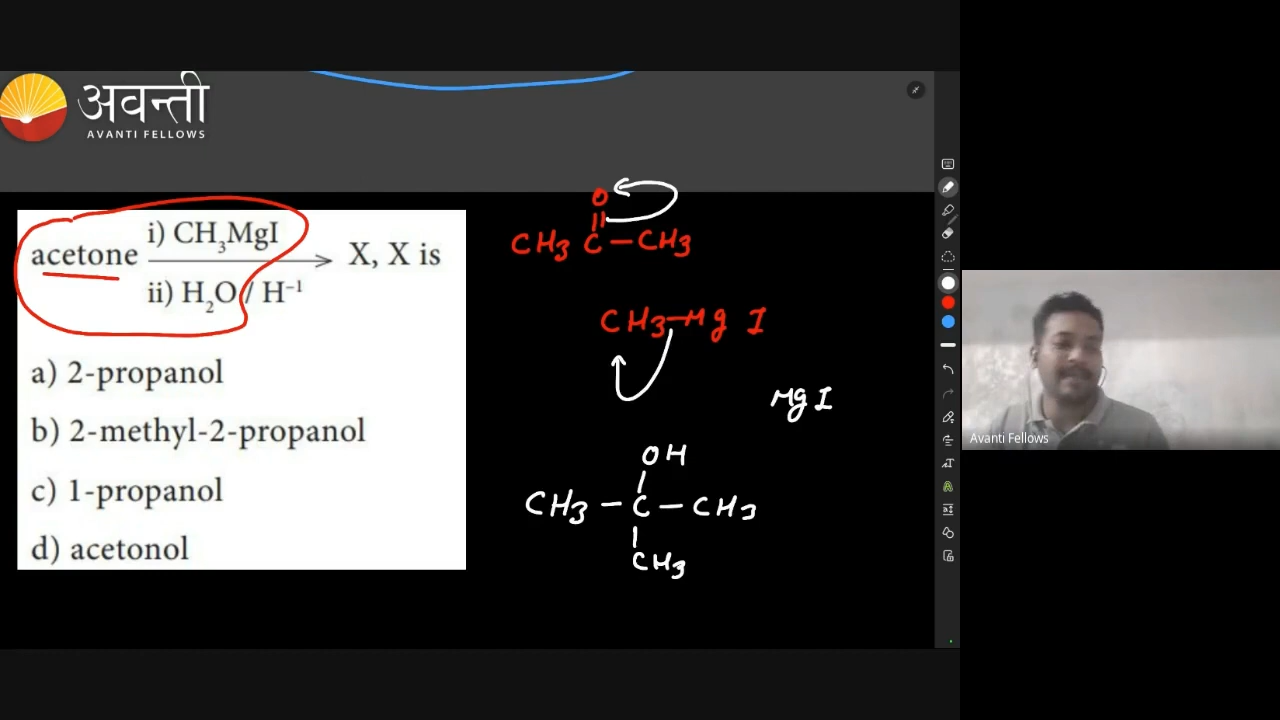 अवन्ती
AVANTI FELLOWS
acetone i) CH₃MgI X, X is
ii) H₂O / H⁻¹
a) 2-propanol
b) 2-methyl-2-propanol
c) 1-propanol
d) acetonol
O
||
CH3 C – CH3
CH3–Mg I
Mg I
OH
|
CH3 – C – CH3
|
CH3
Avanti Fellows